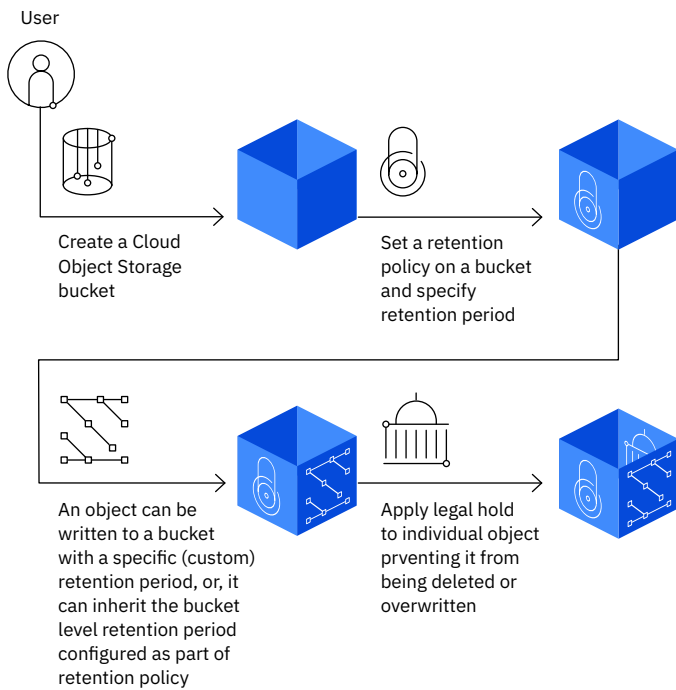 User
Create a Cloud
Object Storage
bucket
Set a retention
policy on a bucket
and specify
retention period
An object can be
written to a bucket
with a specific (custom)
retention period, or, it
can inherit the bucket
level retention period
configured as part of
retention policy
Apply legal hold
to individual object
prventing it from
being deleted or
overwritten